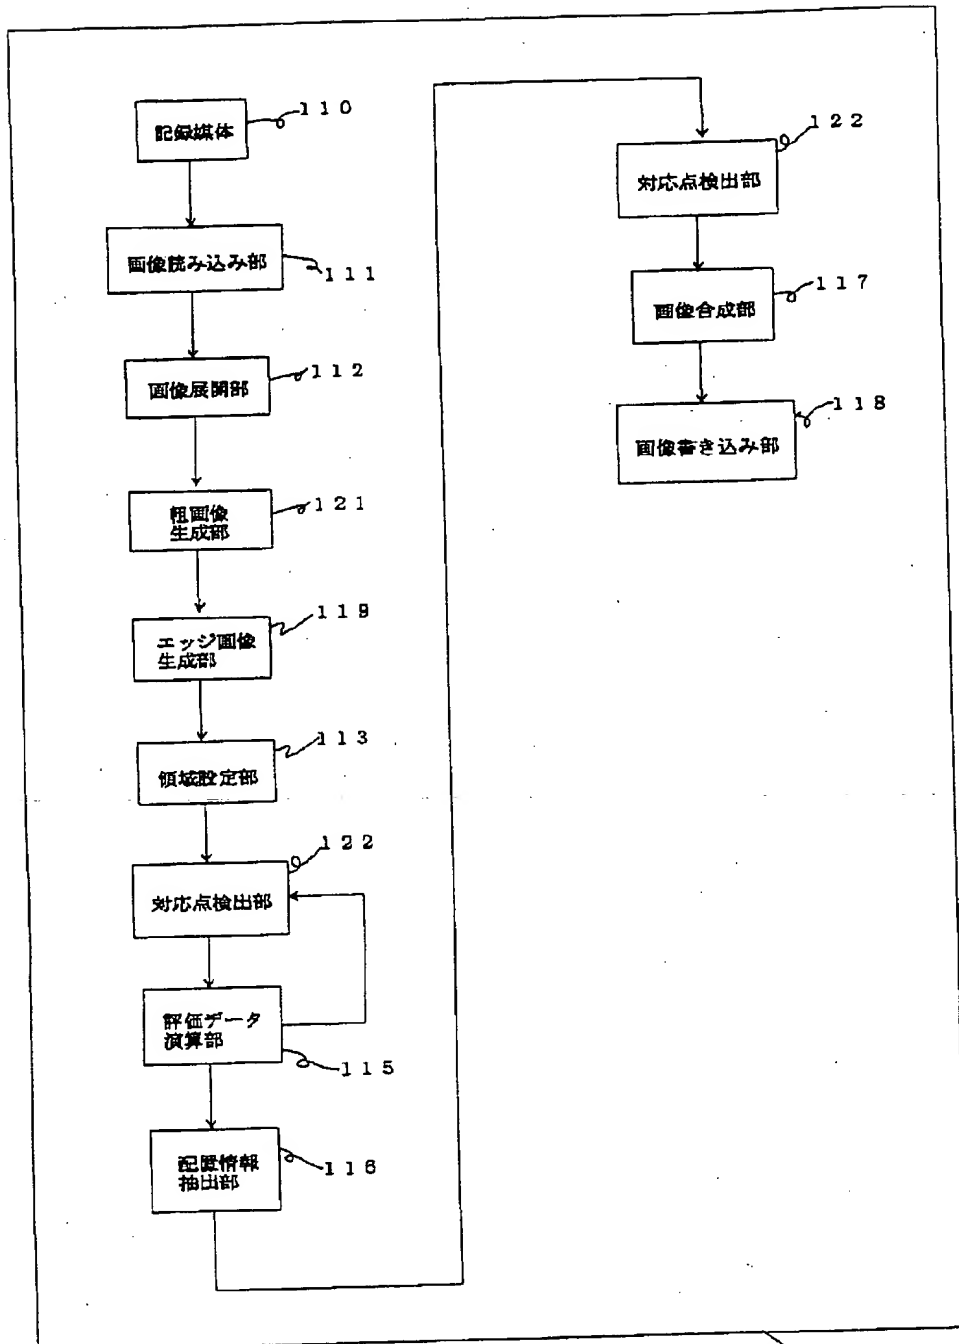 記録媒体
110
画像読み込み部
111
画像展開部
112
粗画像
生成部
121
エッジ画像
生成部
119
領域設定部
113
対応点検出部
122
評価データ
演算部
115
配置情報
抽出部
116
対応点検出部
122
画像合成部
117
画像書き込み部
118